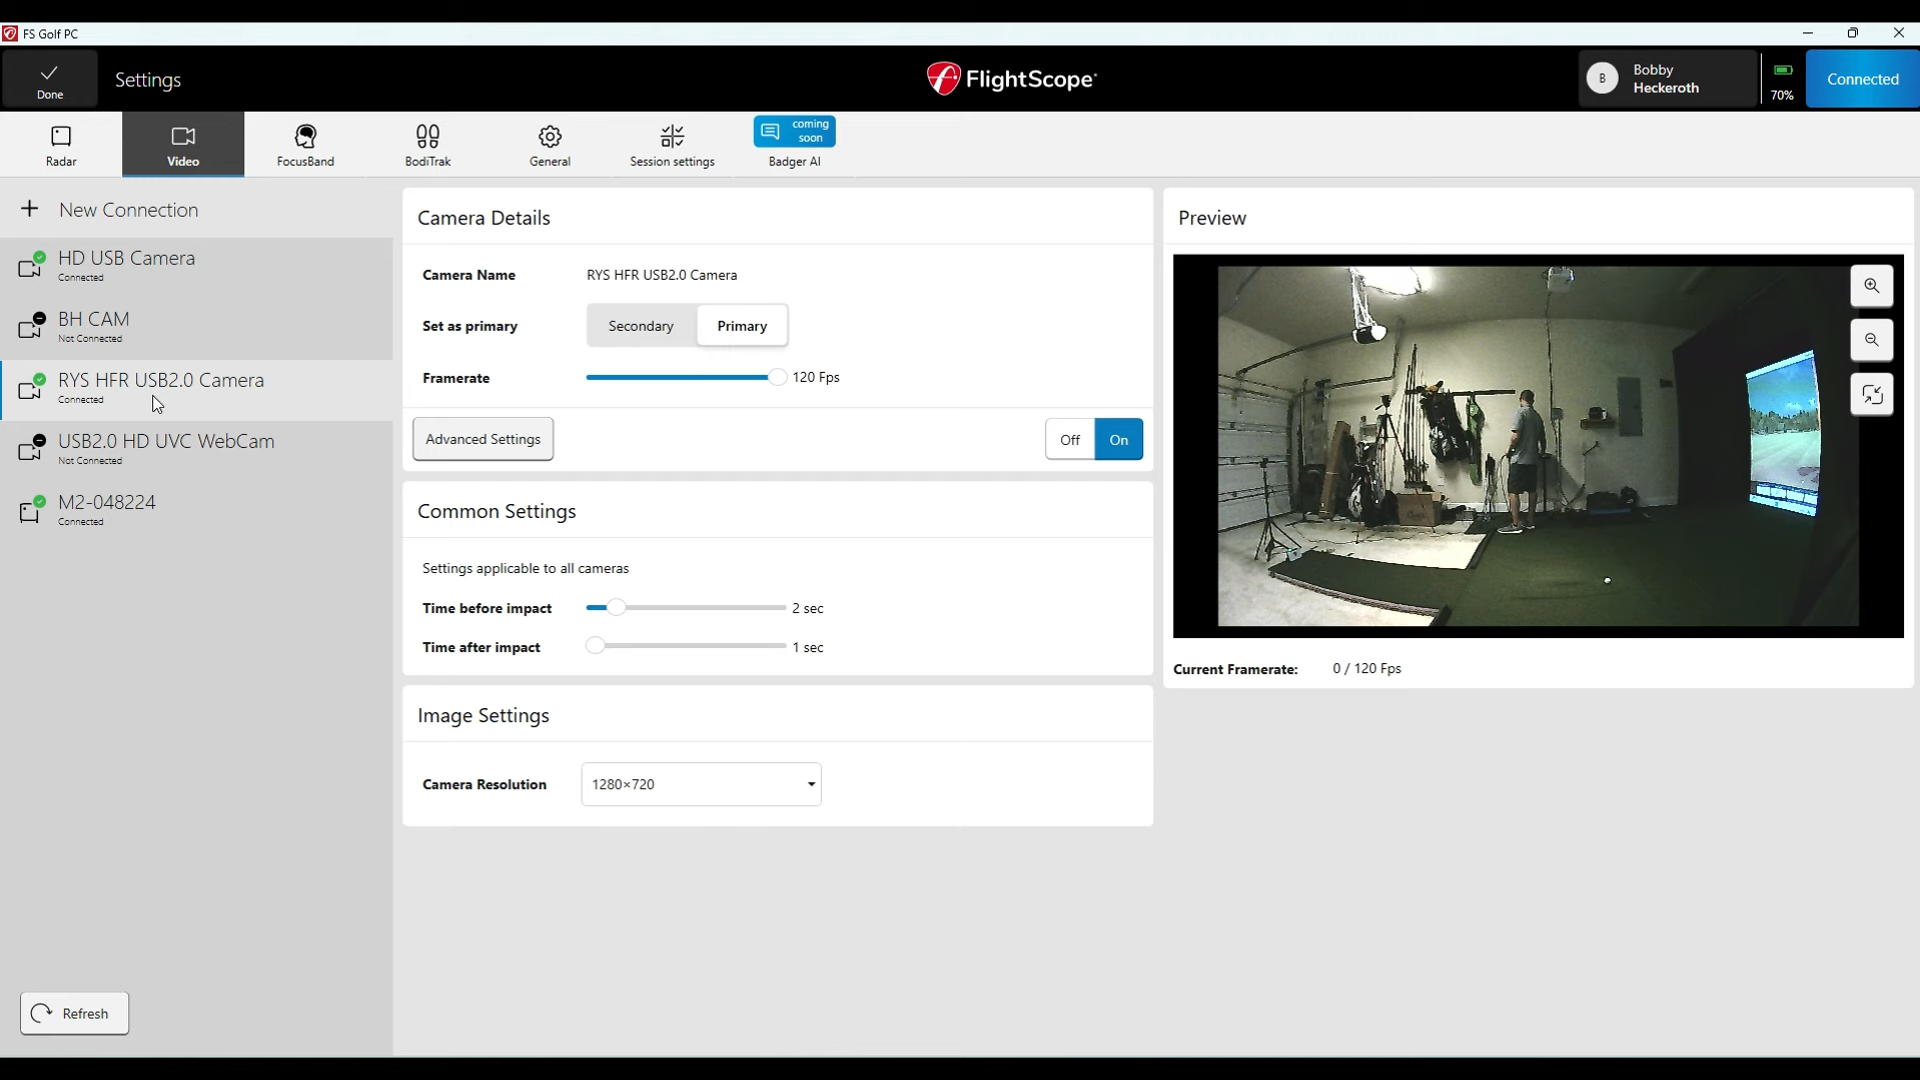 FS Golf PC
Done
Settings
FlightScope
B
Bobby
Heckeroth
70%
Connected
Radar
Video
FocusBand
BodiTrak
General
Session settings
coming
soon
Badger AI
New Connection
HD USB Camera
Connected
BH CAM
Not Connected
RYS HFR USB2.0 Camera
Connected
USB2.0 HD UVC WebCam
Not Connected
M2-048224
Connected
Refresh
Camera Details
Camera Name RYS HFR USB2.0 Camera
Set as primary Secondary Primary
Framerate 120 Fps
Advanced Settings Off On
Common Settings
Settings applicable to all cameras
Time before impact 2 sec
Time after impact 1 sec
Image Settings
Camera Resolution 1280×720
Preview
Current Framerate: 0 / 120 Fps